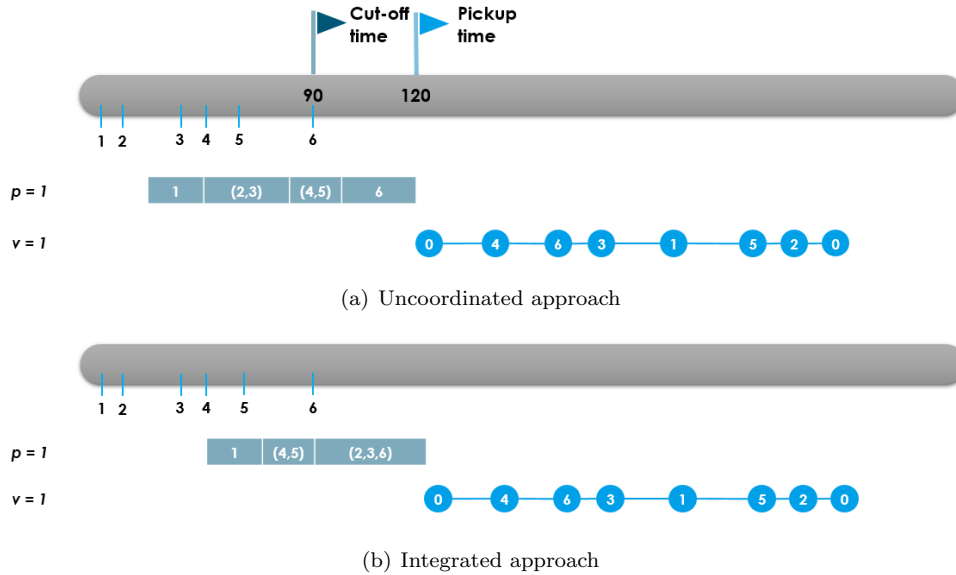 Cut-off time
Pickup time
90 120
1 2 3 4 5 6
p = 1 1 (2,3) (4,5) 6
v = 1 0 4 6 3 1 5 2 0
(a) Uncoordinated approach
1 2 3 4 5 6
p = 1 1 (4,5) (2,3,6)
v = 1 0 4 6 3 1 5 2 0
(b) Integrated approach